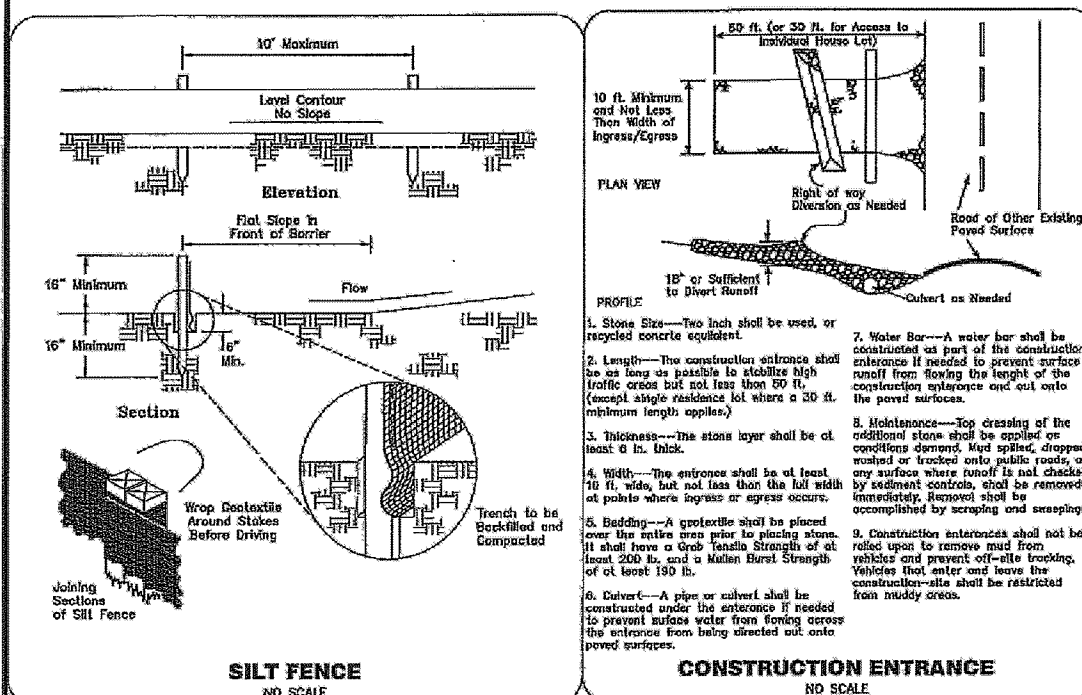 10" Maximum
Level Contour
No Slope
Elevation
Flat Slope in
Front of Barrier
16" Minimum
Flow
16" Minimum
6"
Min.
Section
Wrap Geotextile
Around Stakes
Before Driving
Trench to be
Backfilled and
Compacted
Joining
Sections
of Silt Fence
SILT FENCE
NO SCALE
50 ft. (or 30 ft. for Access to
Individual House Lot)
10 ft. Minimum
and Not Less
Than Width of
Ingress/Egress
PLAN VIEW
Right of way
Diversion as Needed
Road of Other Existing
Paved Surface
18" or Sufficient
to Divert Runoff
Culvert as Needed
PROFILE
1. Stone Size---Two inch shall be used, or
recycled concrte equilalent.
2. Length---The construction entrance shall
be as long as possible to stabilize high
traffic areas but not less than 50 ft.
(except single residence lot where a 30 ft.
minimum length applies.)
3. Thickness---The stone layer shall be at
least 6 in. thick.
4. Width---The entrance shall be at least
10 ft. wide, but not less than the full width
at points where ingress or egress occurs.
5. Bedding---A geotextile shall be placed
over the entire area prior to placing stone.
It shall have a Grab Tensile Strength of at
least 200 lb. and a Mullen Burst Strength
of at least 190 lb.
6. Culvert---A pipe or culvert shall be
constructed under the enterance if needed
to prevent surface water from flowing across
the entrance from being directed out onto
paved surfaces.
7. Water Bar---A water bar shall be
constructed as part of the construction
enterance if needed to prevent surface
runoff from flowing the lenght of the
construction enterance and out onto
the paved surfaces.
8. Maintenance---Top dressing of the
additional stone shall be applied as
conditions demand. Mud spilled, dropped
washed or tracked onto public roads, o
any surface where runoff is not checke
by sediment controls, shall be removed
immediately. Removal shall be
accomplished by scraping and sweeping
9. Construction enterances shall not be
relied upon to remove mud from
vehicles and prevent off-site tracking.
Vehicles that enter and leave the
construction-site shall be restricted
from muddy areas.
CONSTRUCTION ENTRANCE
NO SCALE